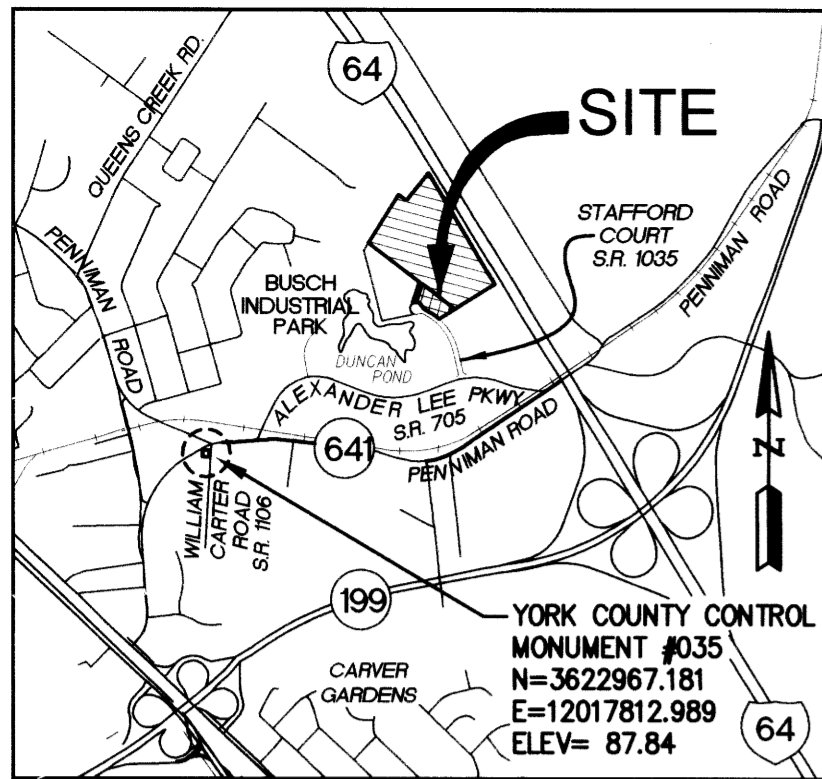 QUEENS CREEK RD.
64
SITE
STAFFORD
COURT
S.R. 1035
PENNIMAN ROAD
PENNIMAN
ROAD
BUSCH
INDUSTRIAL
PARK
DUNCAN
POND
ALEXANDER LEE PKWY
S.R. 705
641
PENNIMAN ROAD
N
WILLIAM
CARTER
ROAD
S.R. 1106
199
YORK COUNTY CONTROL
MONUMENT #035
N=3622967.181
E=12017812.989
ELEV= 87.84
CARVER
GARDENS
64